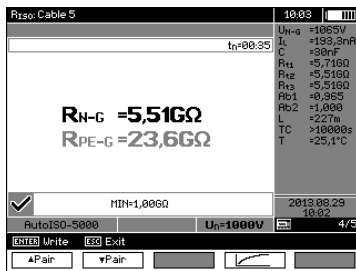 RISO: Cable 5
10:03
tn=00:35
RN-G =5,51GΩ
RPE-G =23,6GΩ
MIN=1,00GΩ
AutoISO-5000
Un=1000V
UN-G =1065V
IL =193,3nA
C =30nF
Rt1 =5,71GΩ
Rt2 =5,51GΩ
Rt3 =5,51GΩ
Ab1 =0,965
Ab2 =1,000
L =227m
TC >10000s
T =25,1°C
2013.08.29
10:02
4/5
ENTER Write ESC Exit
▲Pair ▼Pair